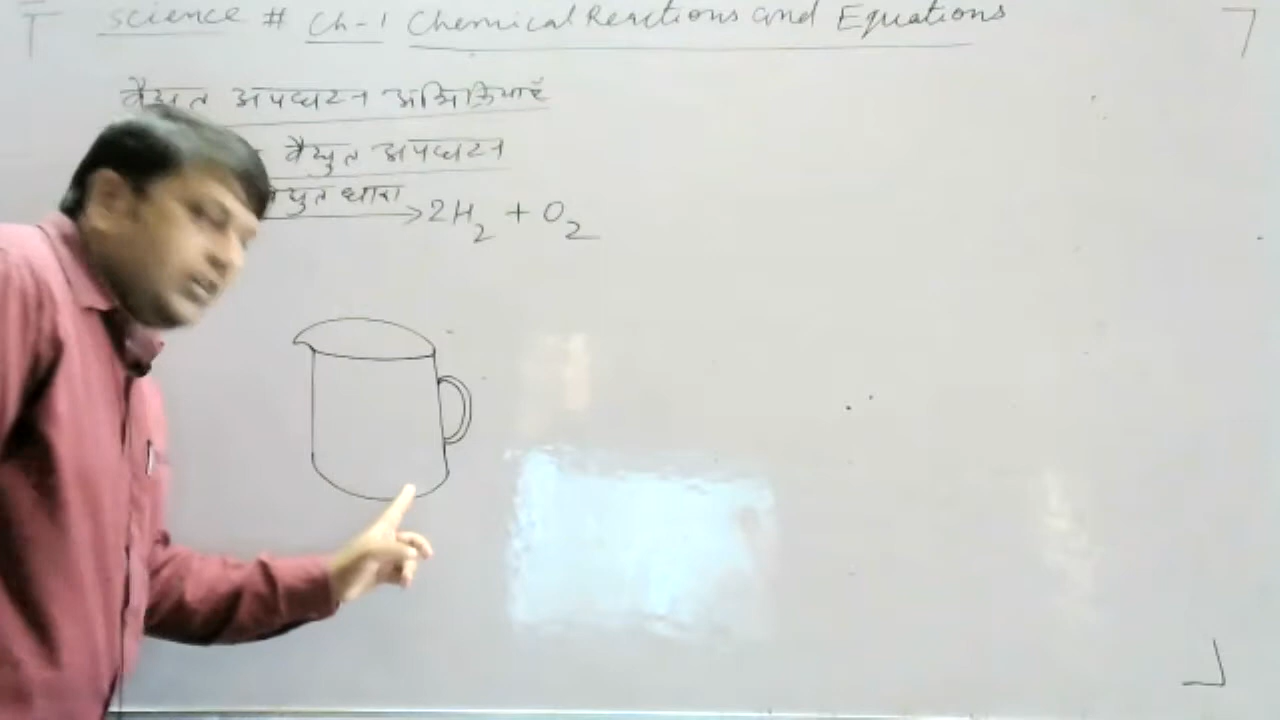 science # Ch-1 Chemical Reactions and Equations
वैद्युत अपघटन अभिक्रियाएँ
वैद्युत अपघटन
धारा
→ 2H₂ + O₂